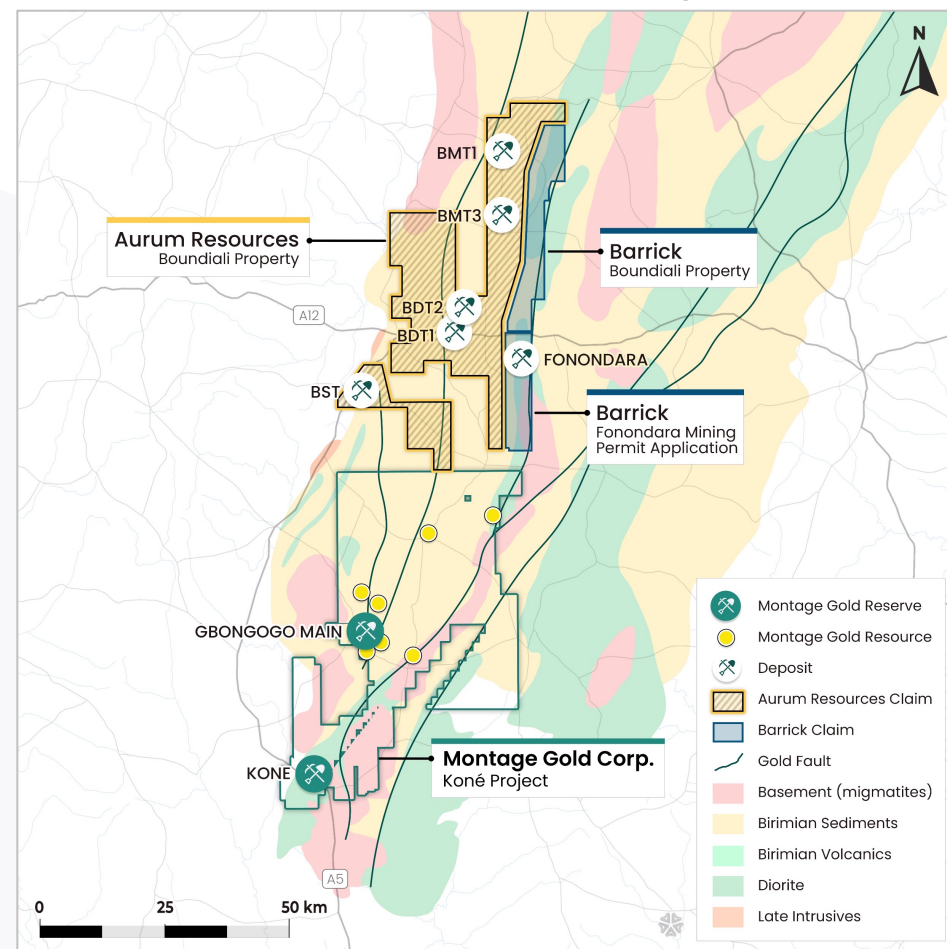 N
BMT1
BMT3
Aurum Resources
Boundiali Property
Barrick
Boundiali Property
BDT2
A12
BDT1
FONONDARA
BST
Barrick
Fonondara Mining
Permit Application
GBONGOGO MAIN
Montage Gold Corp.
Koné Project
KONE
A5
0 25 50 km
Montage Gold Reserve
Montage Gold Resource
Deposit
Aurum Resources Claim
Barrick Claim
Gold Fault
Basement (migmatites)
Birimian Sediments
Birimian Volcanics
Diorite
Late Intrusives